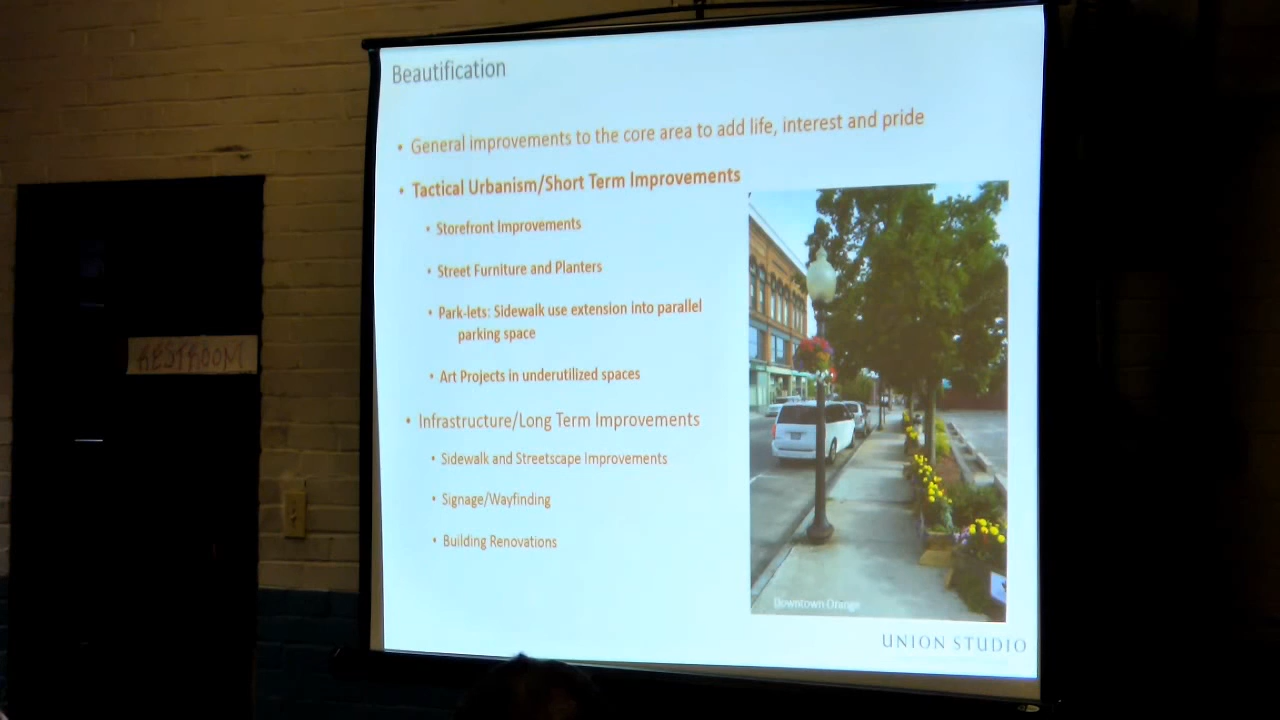 Beautification
• General improvements to the core area to add life, interest and pride
• Tactical Urbanism/Short Term Improvements
• Storefront Improvements
• Street Furniture and Planters
• Park-lets: Sidewalk use extension into parallel
parking space
• Art Projects in underutilized spaces
• Infrastructure/Long Term Improvements
• Sidewalk and Streetscape Improvements
• Signage/Wayfinding
• Building Renovations
Downtown Orange
UNION STUDIO
RESTROOM